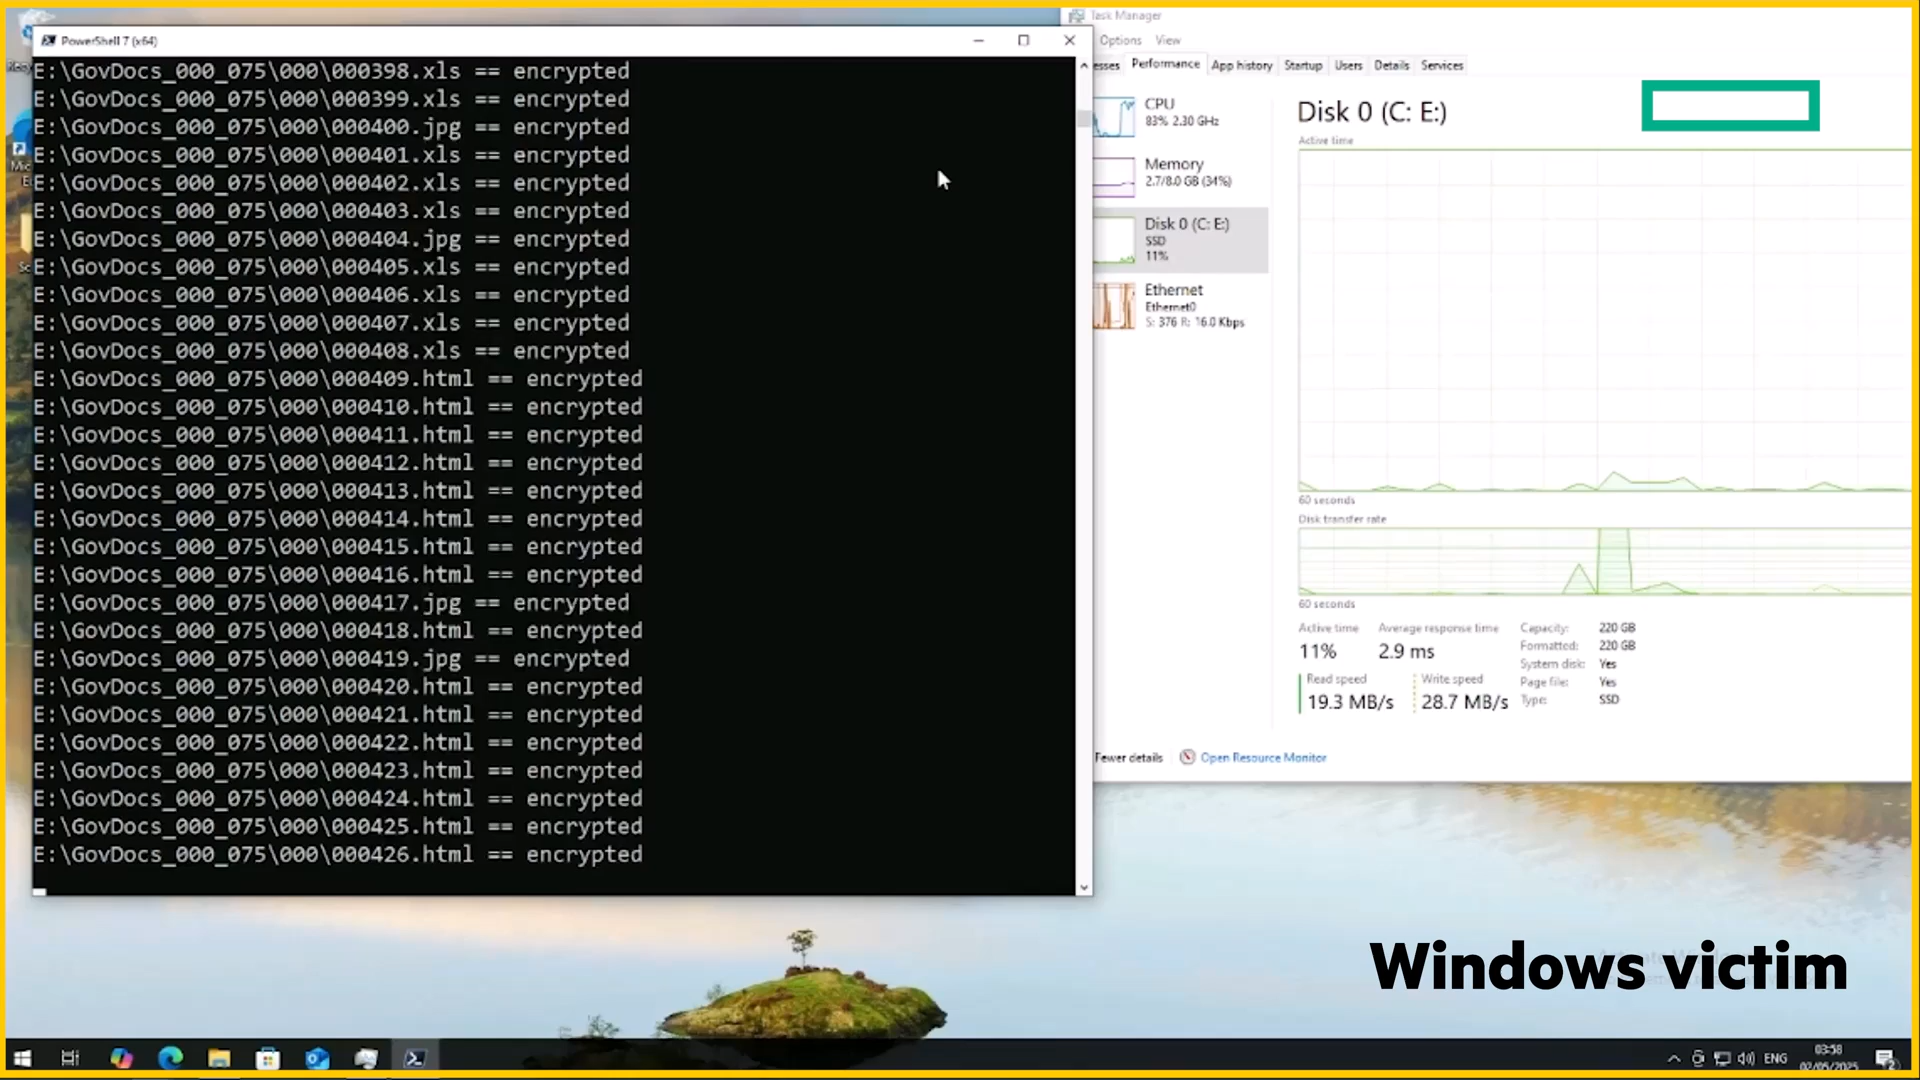 PowerShell 7 (x64)
E:\GovDocs_000_075\000\000398.xls == encrypted
E:\GovDocs_000_075\000\000399.xls == encrypted
E:\GovDocs_000_075\000\000400.jpg == encrypted
E:\GovDocs_000_075\000\000401.xls == encrypted
E:\GovDocs_000_075\000\000402.xls == encrypted
E:\GovDocs_000_075\000\000403.xls == encrypted
E:\GovDocs_000_075\000\000404.jpg == encrypted
E:\GovDocs_000_075\000\000405.xls == encrypted
E:\GovDocs_000_075\000\000406.xls == encrypted
E:\GovDocs_000_075\000\000407.xls == encrypted
E:\GovDocs_000_075\000\000408.xls == encrypted
E:\GovDocs_000_075\000\000409.html == encrypted
E:\GovDocs_000_075\000\000410.html == encrypted
E:\GovDocs_000_075\000\000411.html == encrypted
E:\GovDocs_000_075\000\000412.html == encrypted
E:\GovDocs_000_075\000\000413.html == encrypted
E:\GovDocs_000_075\000\000414.html == encrypted
E:\GovDocs_000_075\000\000415.html == encrypted
E:\GovDocs_000_075\000\000416.html == encrypted
E:\GovDocs_000_075\000\000417.jpg == encrypted
E:\GovDocs_000_075\000\000418.html == encrypted
E:\GovDocs_000_075\000\000419.jpg == encrypted
E:\GovDocs_000_075\000\000420.html == encrypted
E:\GovDocs_000_075\000\000421.html == encrypted
E:\GovDocs_000_075\000\000422.html == encrypted
E:\GovDocs_000_075\000\000423.html == encrypted
E:\GovDocs_000_075\000\000424.html == encrypted
E:\GovDocs_000_075\000\000425.html == encrypted
E:\GovDocs_000_075\000\000426.html == encrypted
Task Manager
Options View
esses Performance App history Startup Users Details Services
CPU
83% 2.30 GHz
Memory
2.7/8.0 GB (34%)
Disk 0 (C: E:)
SSD
11%
Ethernet
Ethernet0
S: 376 R: 16.0 Kbps
Disk 0 (C: E:)
Active time
60 seconds
Disk transfer rate
60 seconds
Active time
11%
Average response time
2.9 ms
Read speed
19.3 MB/s
Write speed
28.7 MB/s
Capacity: 220 GB
Formatted: 220 GB
System disk: Yes
Page file: Yes
Type: SSD
Fewer details
Open Resource Monitor
Windows victim
ENG
03:58
02/05/2025